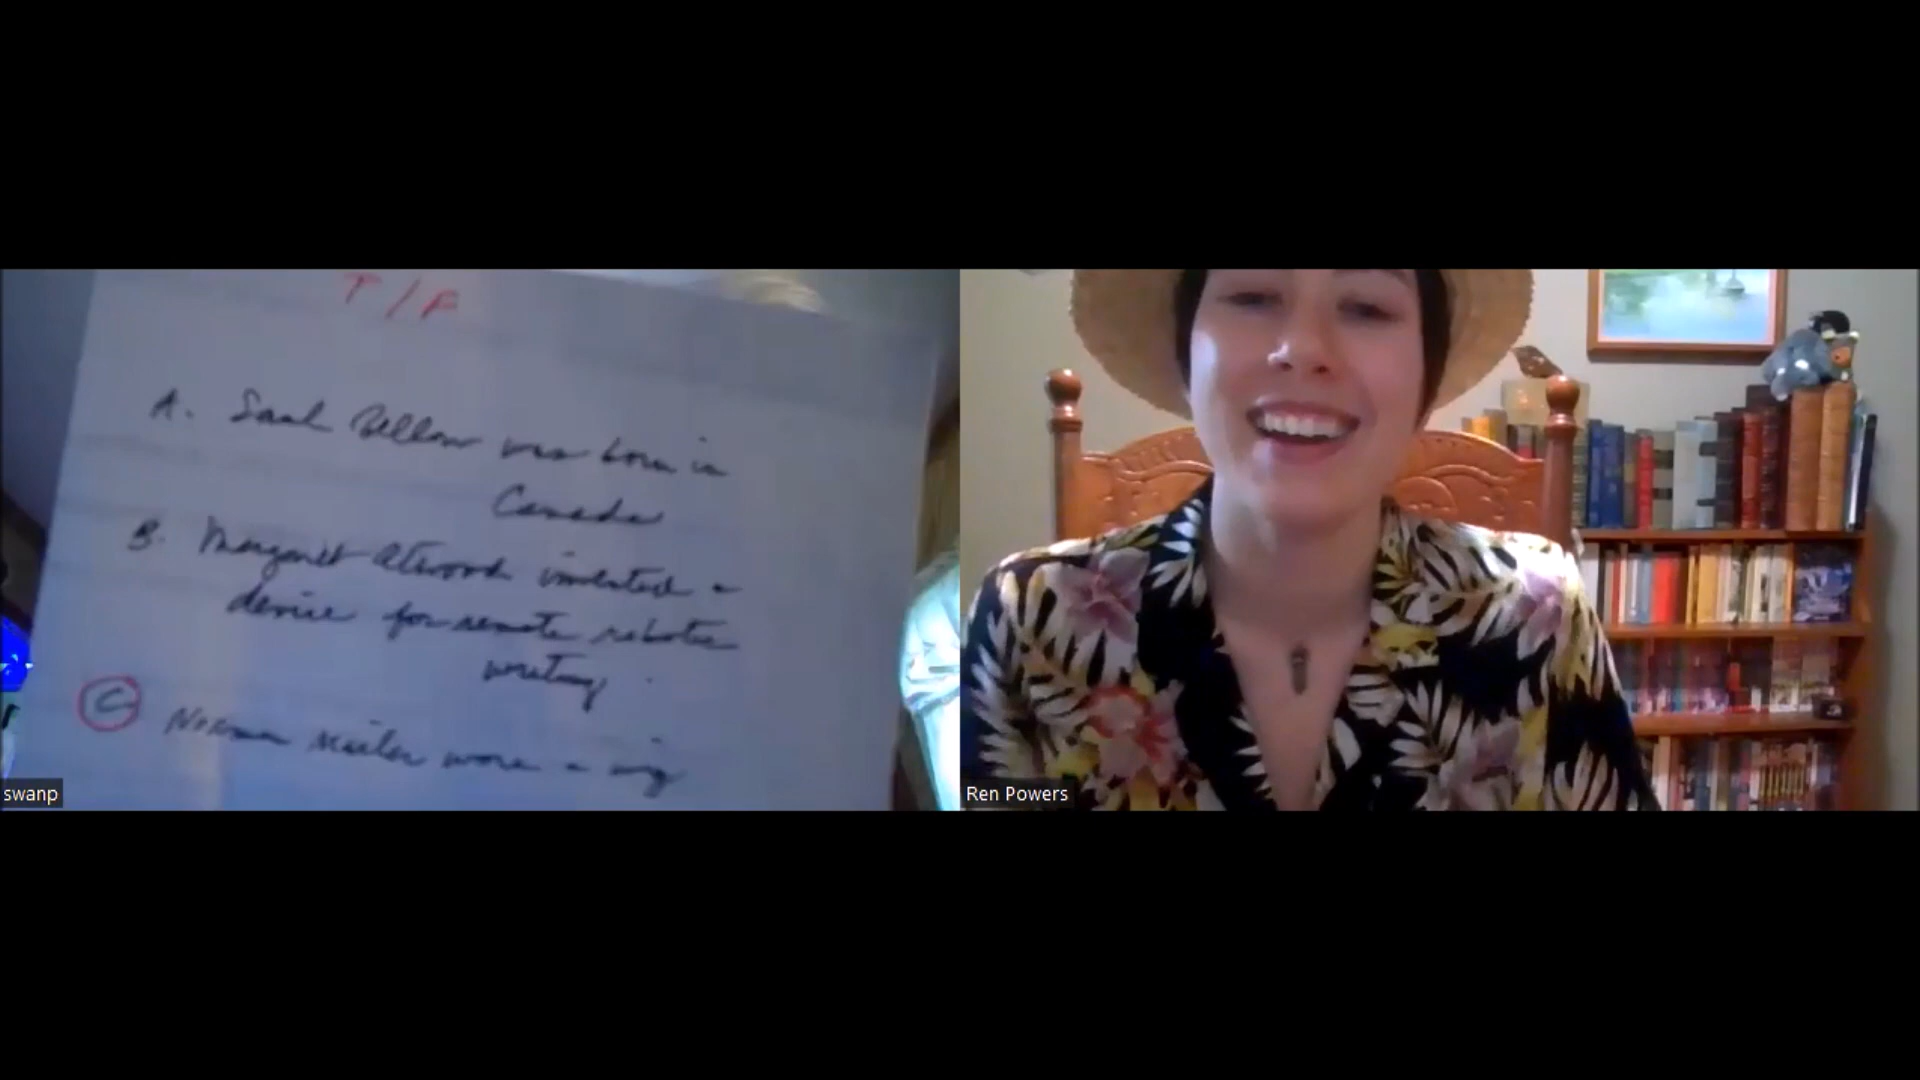 T/F
A. Saul Bellow was born in
Canada
B. Margaret Atwood invented a
device for remote robotic
writing.
C Norman Mailer wore a wig
swanp
Ren Powers